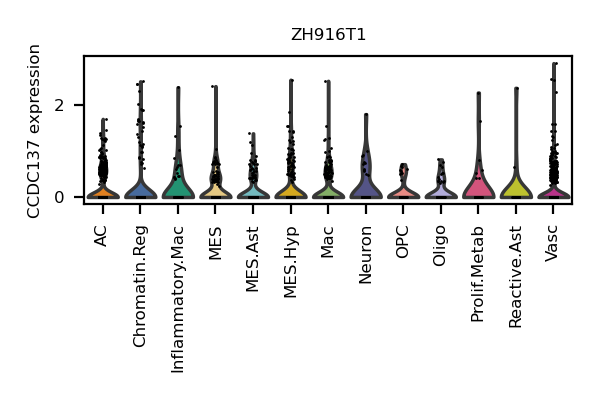 ZH916T1
CCDC137 expression
2
0
AC
Chromatin.Reg
Inflammatory.Mac
MES
MES.Ast
MES.Hyp
Mac
Neuron
OPC
Oligo
Prolif.Metab
Reactive.Ast
Vasc